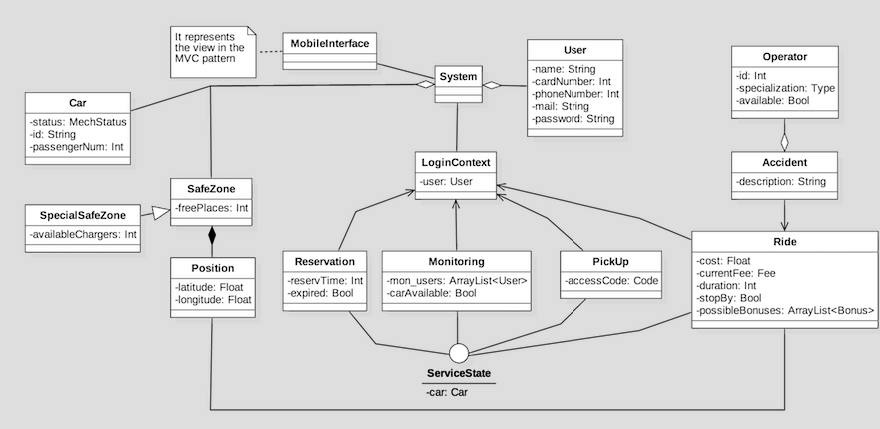 It represents
the view in the
MVC pattern
MobileInterface
System
User
-name: String
-cardNumber: Int
-phoneNumber: Int
-mail: String
-password: String
Operator
-id: Int
-specialization: Type
-available: Bool
Car
-status: MechStatus
-id: String
-passengerNum: Int
LoginContext
-user: User
Accident
-description: String
SafeZone
-freePlaces: Int
SpecialSafeZone
-availableChargers: Int
Position
-latitude: Float
-longitude: Float
Reservation
-reservTime: Int
-expired: Bool
Monitoring
-mon_users: ArrayList<User>
-carAvailable: Bool
PickUp
-accessCode: Code
Ride
-cost: Float
-currentFee: Fee
-duration: Int
-stopBy: Bool
-possibleBonuses: ArrayList<Bonus>
ServiceState
-car: Car